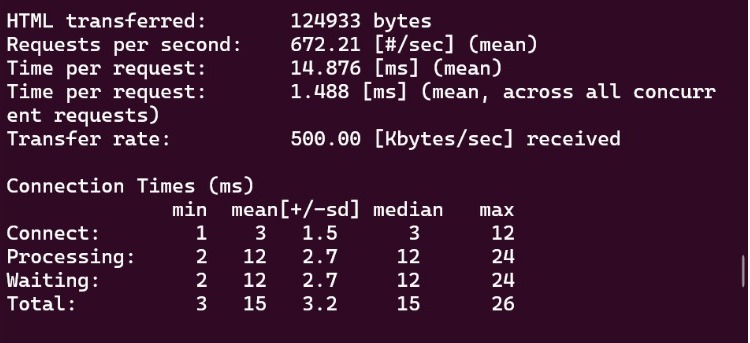 HTML transferred:       124933 bytes
Requests per second:    672.21 [#/sec] (mean)
Time per request:       14.876 [ms] (mean)
Time per request:       1.488 [ms] (mean, across all concurr
ent requests)
Transfer rate:          500.00 [Kbytes/sec] received

Connection Times (ms)
              min  mean[+/-sd] median   max
Connect:        1    3   1.5      3      12
Processing:     2   12   2.7     12      24
Waiting:        2   12   2.7     12      24
Total:          3   15   3.2     15      26